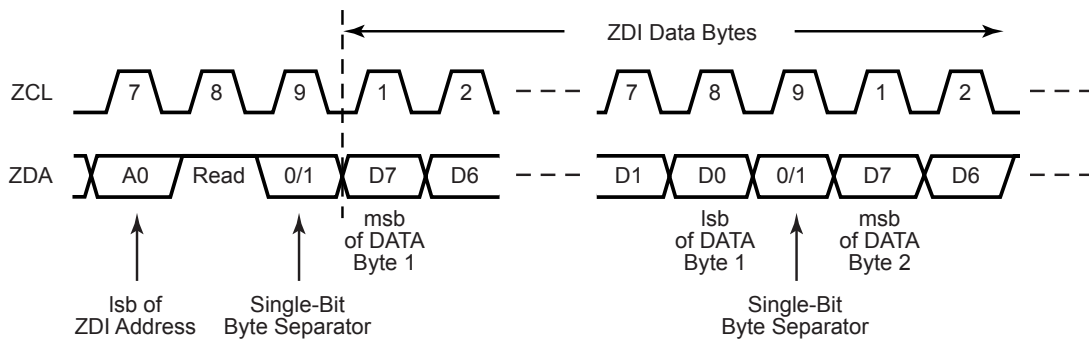 ZDI Data Bytes
ZCL 7 8 9 1 2 7 8 9 1 2
ZDA A0 Read 0/1 D7 D6 D1 D0 0/1 D7 D6
msb
of DATA
Byte 1
lsb
of DATA
Byte 1
msb
of DATA
Byte 2
lsb of
ZDI Address
Single-Bit
Byte Separator
Single-Bit
Byte Separator